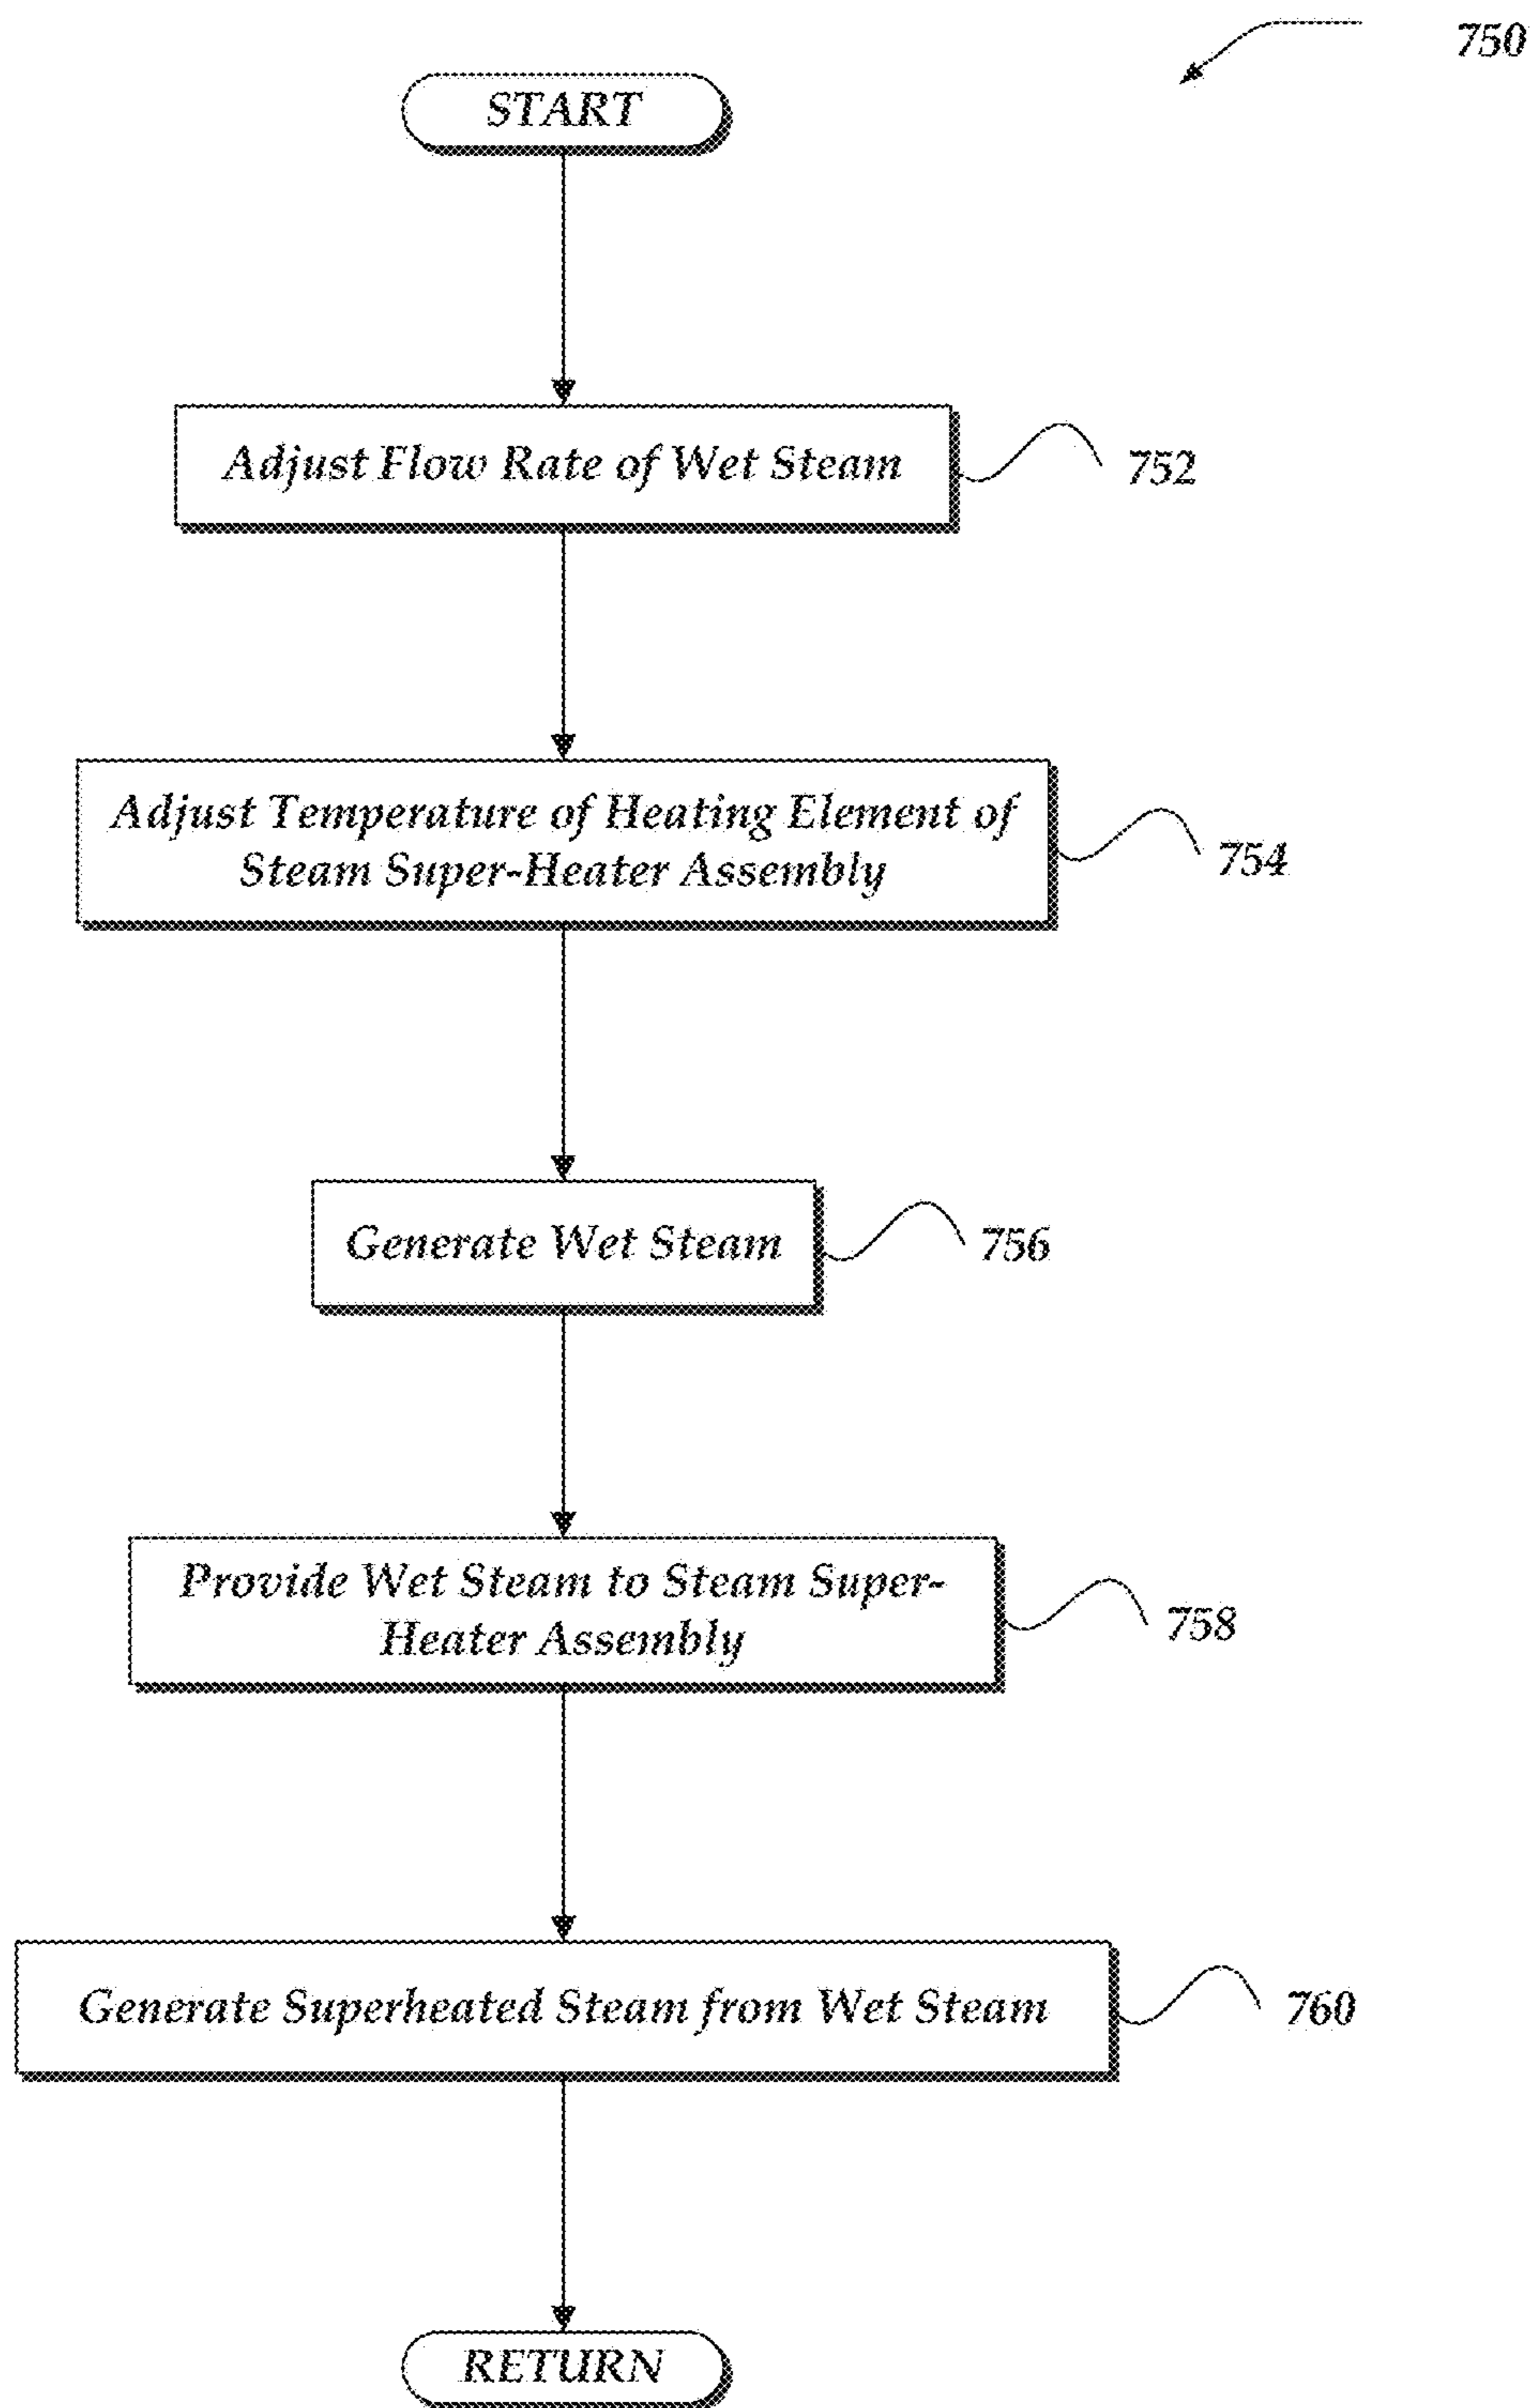 750
START
Adjust Flow Rate of Wet Steam
752
Adjust Temperature of Heating Element of
Steam Super-Heater Assembly
754
Generate Wet Steam
756
Provide Wet Steam to Steam Super-
Heater Assembly
758
Generate Superheated Steam from Wet Steam
760
RETURN